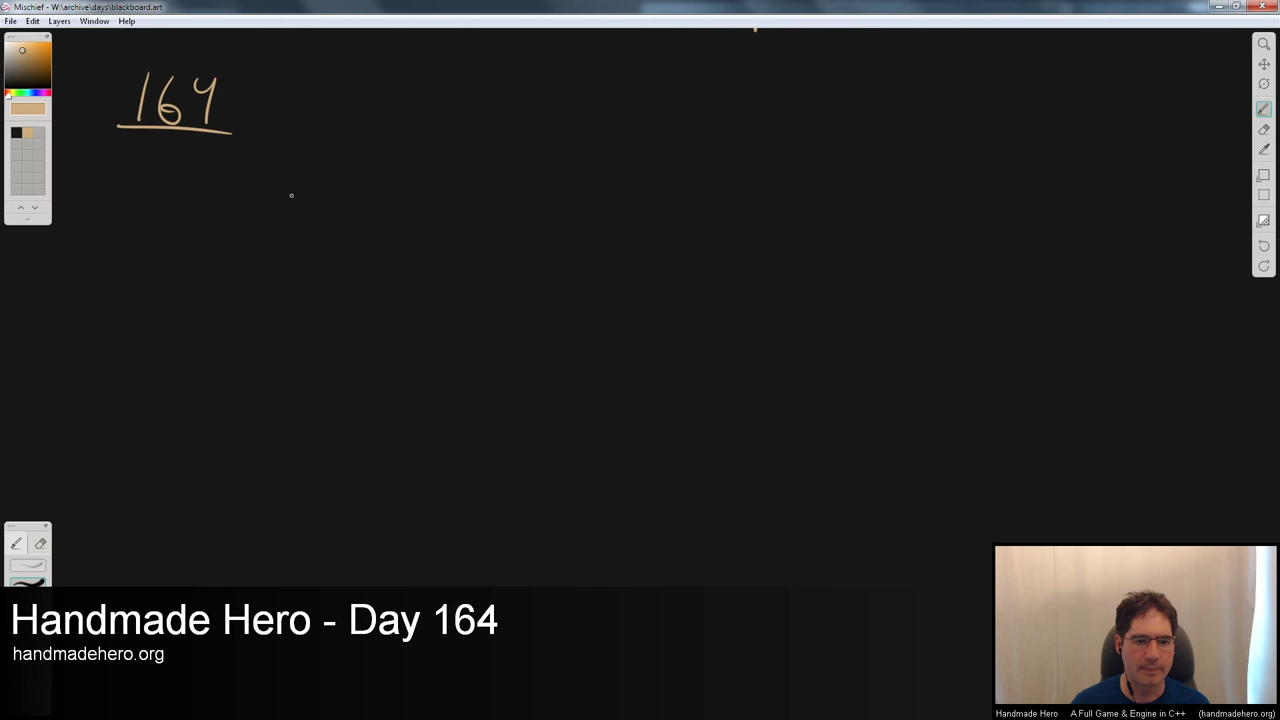 Mischief - W:\archive\days\blackboard.art
File Edit Layers Window Help
164
Handmade Hero - Day 164
handmadehero.org
Handmade Hero A Full Game & Engine in C++ (handmadehero.org)